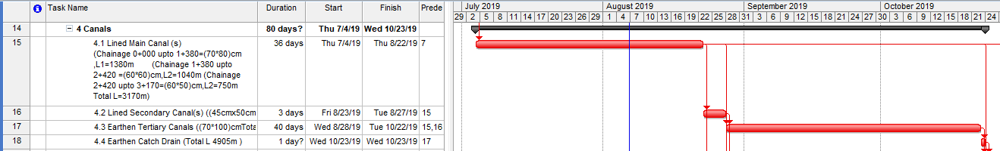 July 2019 August 2019 September 2019 October 2019
Task Name Duration Start Finish Prede 29 2 5 8 11 14 17 20 23 26 29 1 4 7 10 13 16 19 22 25 28 31 3 6 9 12 15 18 21 24 27 30 3 6 9 12 15 18 21 24
14 4 Canals 80 days? Thu 7/4/19 Wed 10/23/19
15 4.1 Lined Main Canal (s) 36 days Thu 7/4/19 Thu 8/22/19 7
(Chainage 0+000 upto 1+380=(70*80)cm
,L1=1380m (Chainage 1+380 upto
2+420 =(60*60)cm,L2=1040m (Chainage
2+420 upto 3+170=(60*50)cm,L2=750m
Total L=3170m)
16 4.2 Lined Secondary Canal(s) ((45cmx50cm 3 days Fri 8/23/19 Tue 8/27/19 15
17 4.3 Earthen Tertiary Canals ((70*100)cmTota 40 days Wed 8/28/19 Tue 10/22/19 15,16
18 4.4 Earthen Catch Drain (Total L 4905m ) 1 day? Wed 10/23/19 Wed 10/23/19 17